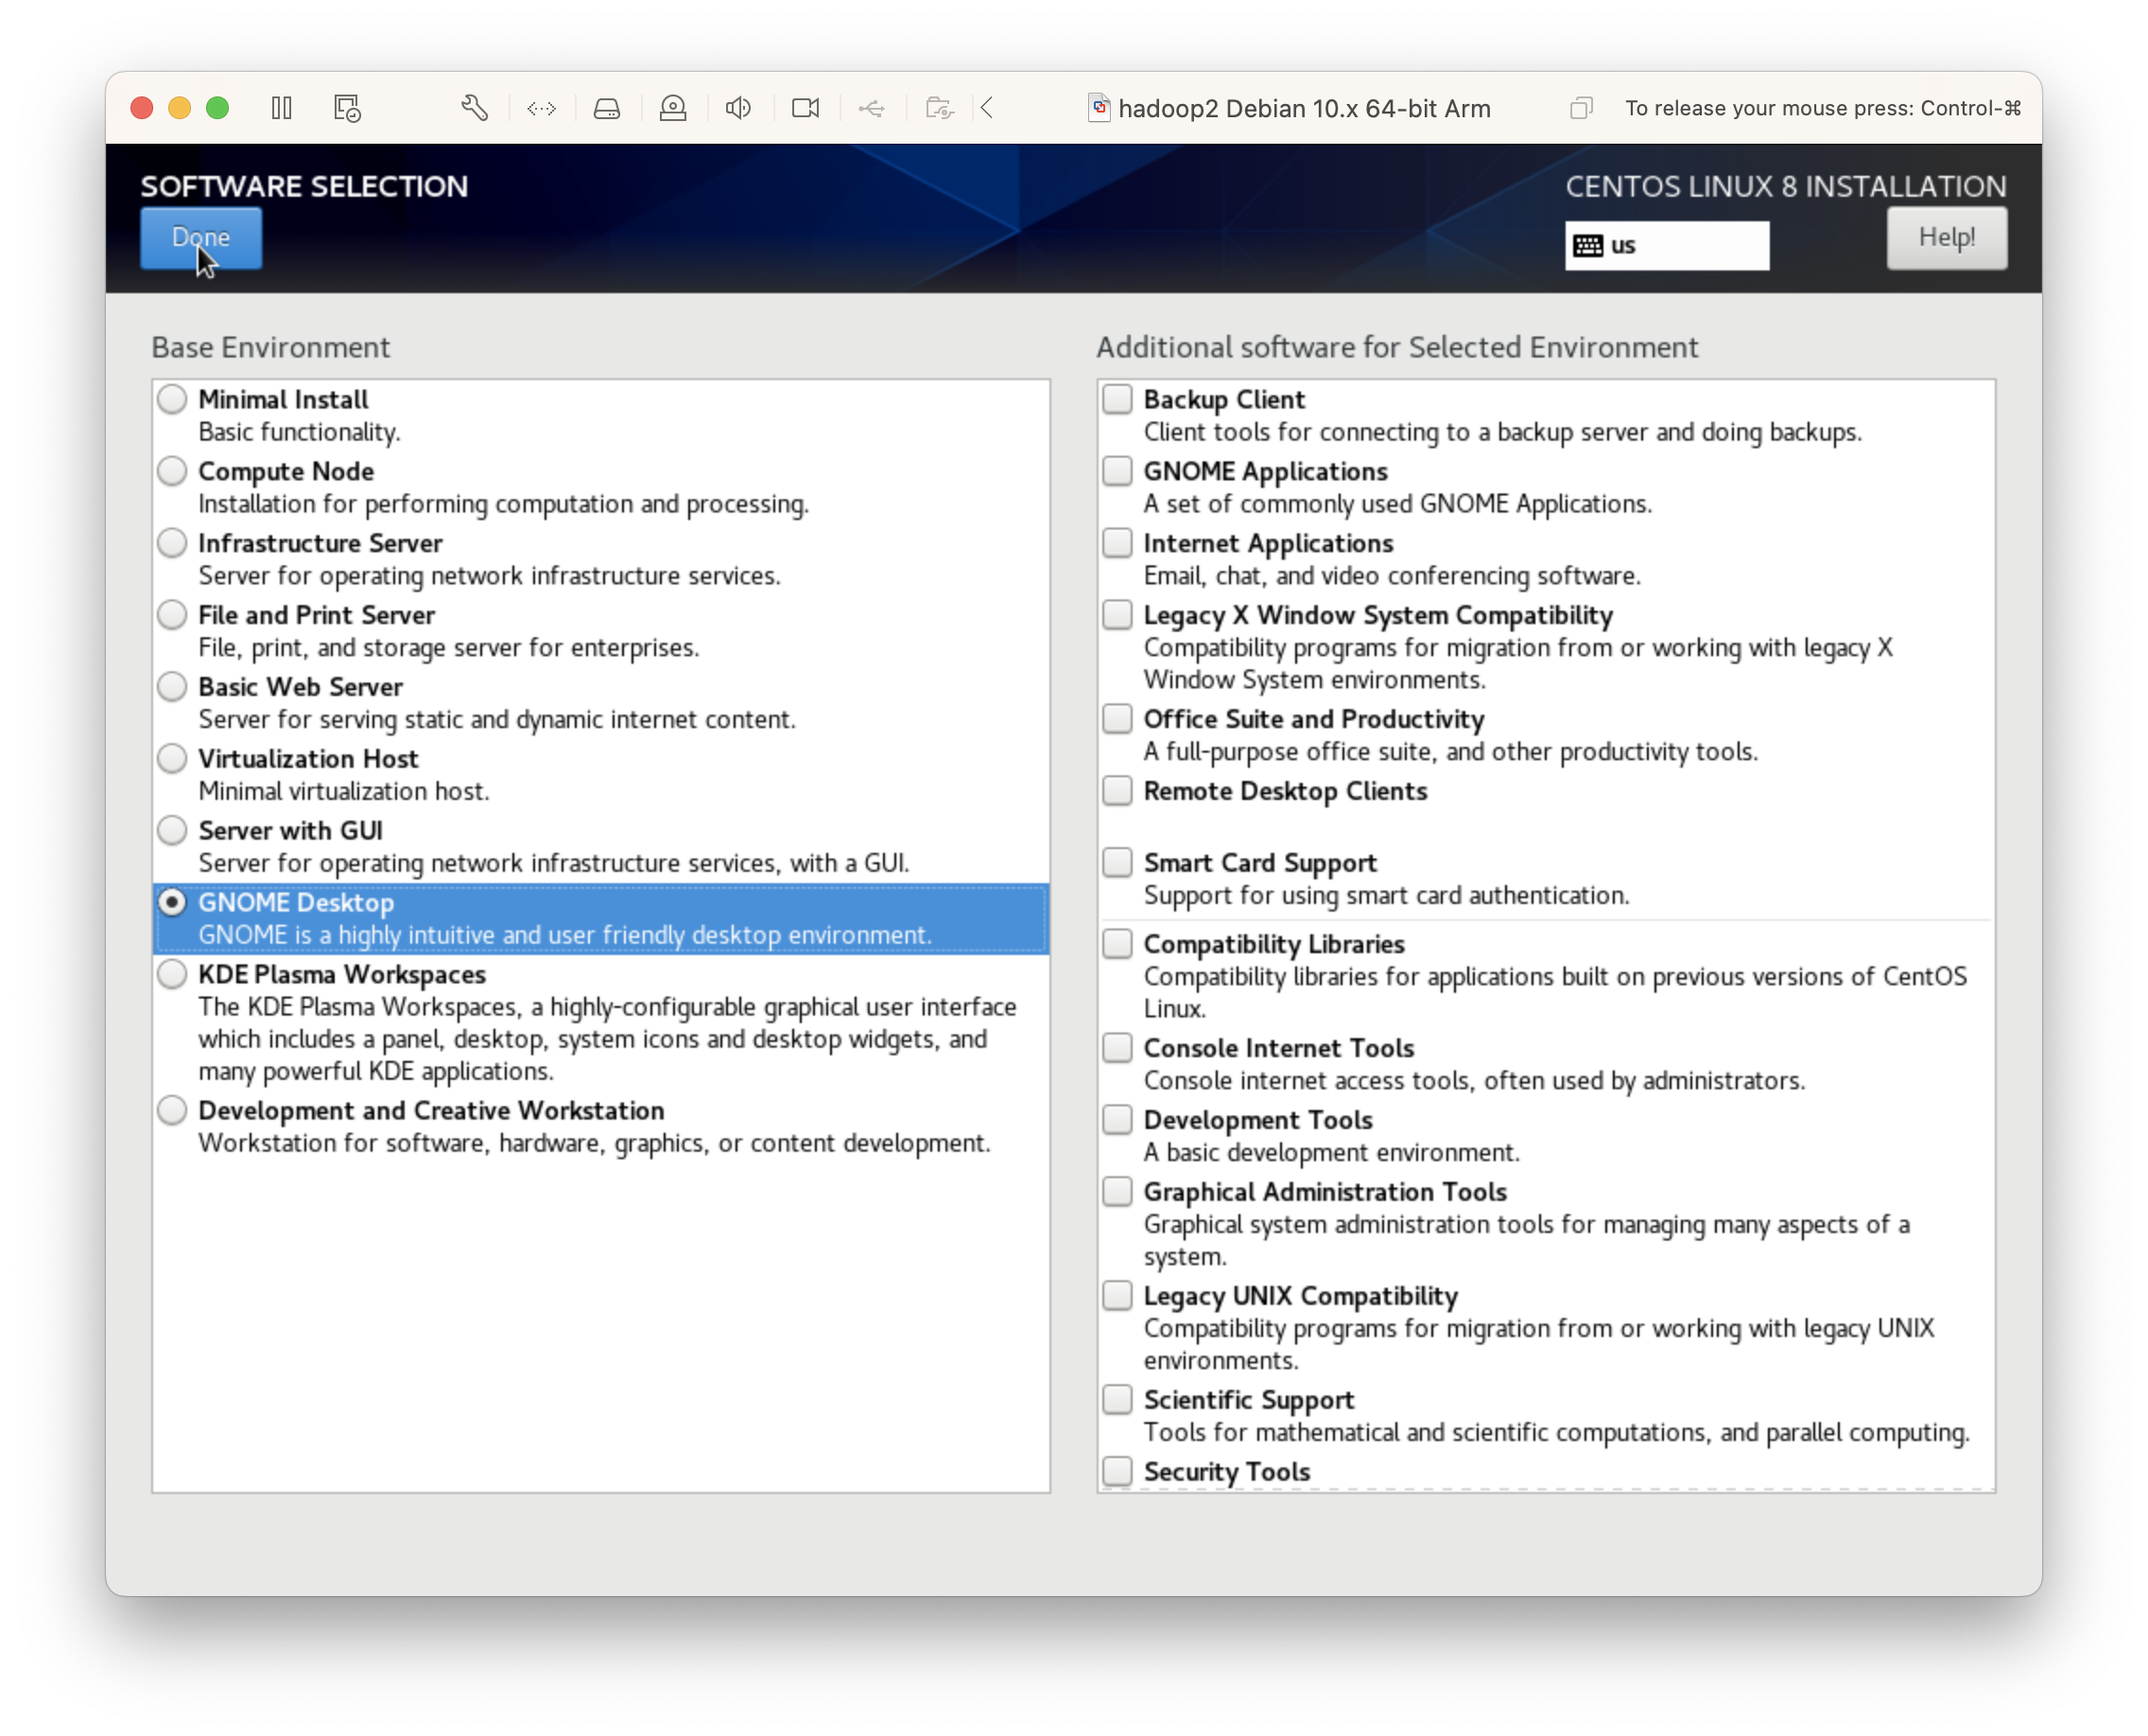 hadoop2 Debian 10.x 64-bit Arm
To release your mouse press: Control-⌘
SOFTWARE SELECTION
CENTOS LINUX 8 INSTALLATION
Done
us
Help!
Base Environment
Minimal Install
Basic functionality.
Compute Node
Installation for performing computation and processing.
Infrastructure Server
Server for operating network infrastructure services.
File and Print Server
File, print, and storage server for enterprises.
Basic Web Server
Server for serving static and dynamic internet content.
Virtualization Host
Minimal virtualization host.
Server with GUI
Server for operating network infrastructure services, with a GUI.
GNOME Desktop
GNOME is a highly intuitive and user friendly desktop environment.
KDE Plasma Workspaces
The KDE Plasma Workspaces, a highly-configurable graphical user interface
which includes a panel, desktop, system icons and desktop widgets, and
many powerful KDE applications.
Development and Creative Workstation
Workstation for software, hardware, graphics, or content development.
Additional software for Selected Environment
Backup Client
Client tools for connecting to a backup server and doing backups.
GNOME Applications
A set of commonly used GNOME Applications.
Internet Applications
Email, chat, and video conferencing software.
Legacy X Window System Compatibility
Compatibility programs for migration from or working with legacy X
Window System environments.
Office Suite and Productivity
A full-purpose office suite, and other productivity tools.
Remote Desktop Clients
Smart Card Support
Support for using smart card authentication.
Compatibility Libraries
Compatibility libraries for applications built on previous versions of CentOS
Linux.
Console Internet Tools
Console internet access tools, often used by administrators.
Development Tools
A basic development environment.
Graphical Administration Tools
Graphical system administration tools for managing many aspects of a
system.
Legacy UNIX Compatibility
Compatibility programs for migration from or working with legacy UNIX
environments.
Scientific Support
Tools for mathematical and scientific computations, and parallel computing.
Security Tools